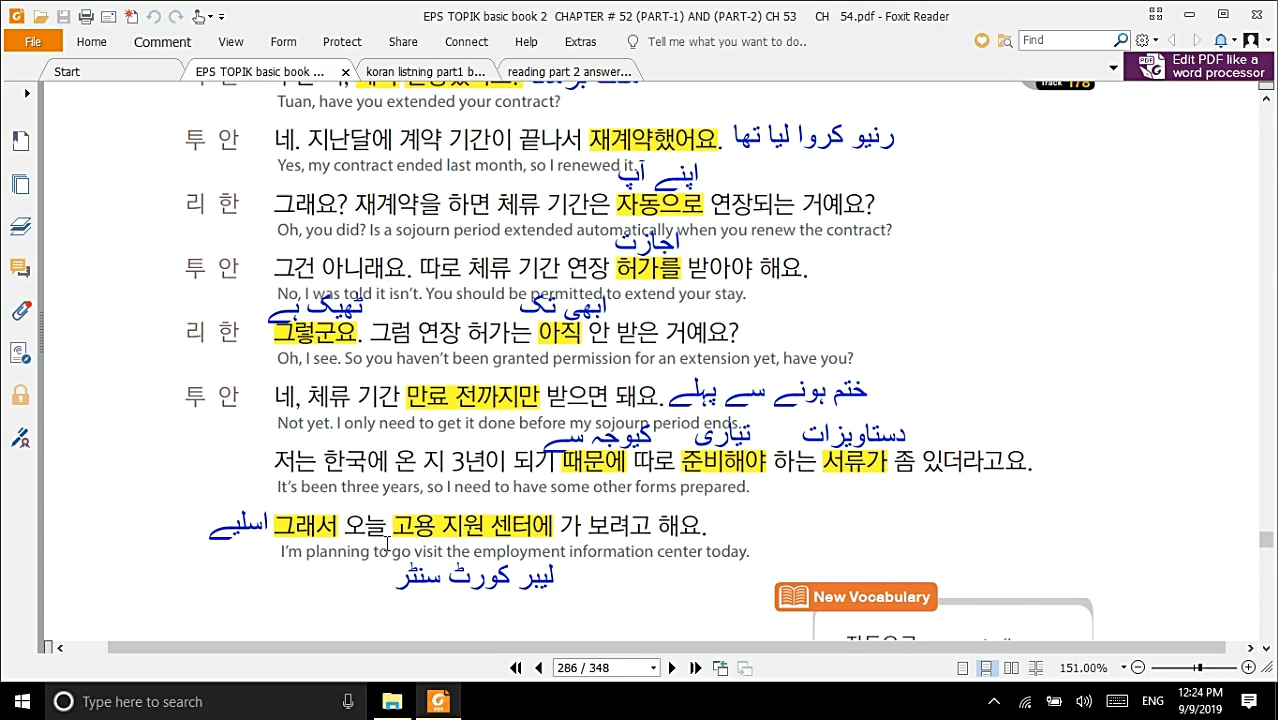 EPS TOPIK basic book 2 CHAPTER # 52 (PART-1) AND (PART-2) CH 53 CH 54.pdf - Foxit Reader
File Home Comment View Form Protect Share Connect Help Extras Tell me what you want to do.. Find
Start EPS TOPIK basic book ... koran listning part1 b... reading part 2 answer... Edit PDF like a word processor
Tuan, have you extended your contract?
투 안 네. 지난달에 계약 기간이 끝나서 재계약했어요. رنیو کروا لیا تھا
Yes, my contract ended last month, so I renewed it.
اپنے آپ
리 한 그래요? 재계약을 하면 체류 기간은 자동으로 연장되는 거예요?
Oh, you did? Is a sojourn period extended automatically when you renew the contract?
اجازت
투 안 그건 아니래요. 따로 체류 기간 연장 허가를 받아야 해요.
No, I was told it isn't. You should be permitted to extend your stay.
ٹھیک ہے ابھی تک
리 한 그렇군요. 그럼 연장 허가는 아직 안 받은 거예요?
Oh, I see. So you haven't been granted permission for an extension yet, have you?
투 안 네, 체류 기간 만료 전까지만 받으면 돼요. ختم ہونے سے پہلے
Not yet. I only need to get it done before my sojourn period ends.
کیوجہ سے تیاری دستاویزات
저는 한국에 온 지 3년이 되기 때문에 따로 준비해야 하는 서류가 좀 있더라고요.
It's been three years, so I need to have some other forms prepared.
اسلیے 그래서 오늘 고용 지원 센터에 가 보려고 해요.
I'm planning to go visit the employment information center today.
لیبر کورٹ سنٹر
New Vocabulary
286 / 348 151.00%
Type here to search ENG 12:24 PM
9/9/2019